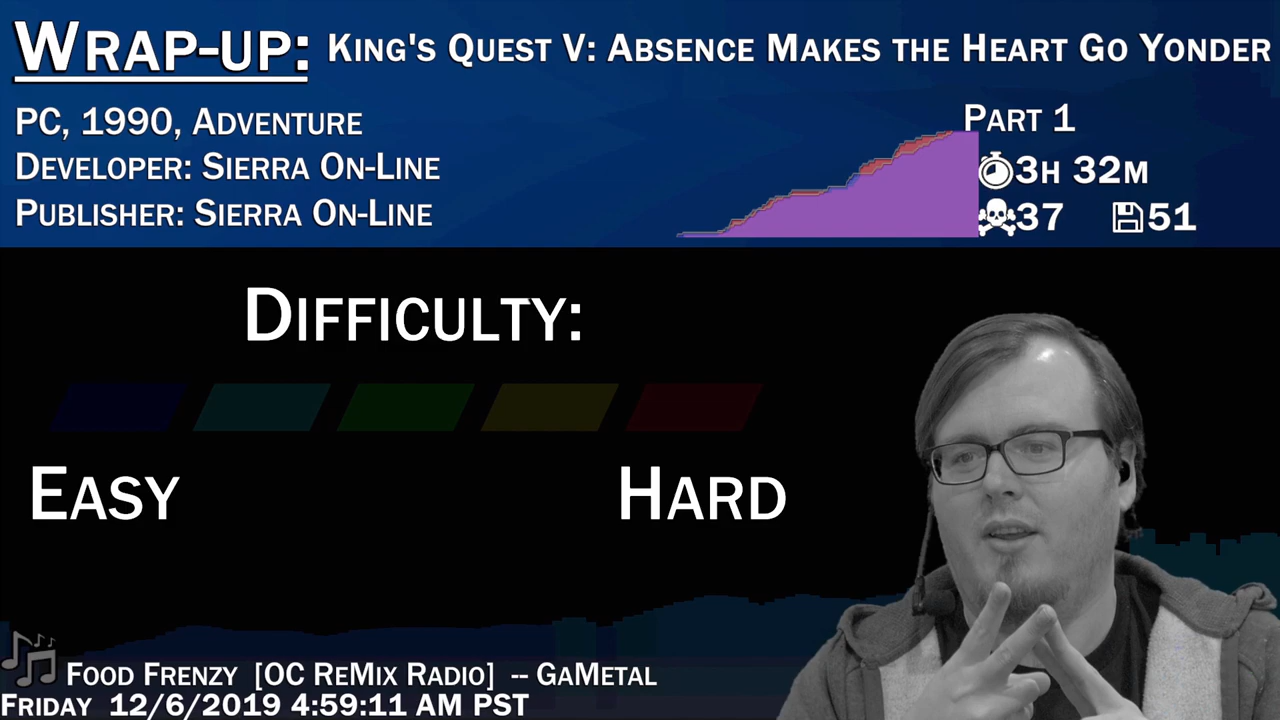 Wrap-up: King's Quest V: Absence Makes the Heart Go Yonder
PC, 1990, Adventure
Developer: Sierra On-Line
Publisher: Sierra On-Line
Part 1
3h 32m
37 51
Difficulty:
Easy Hard
Food Frenzy [OC ReMix Radio] -- GaMetal
Friday 12/6/2019 4:59:11 AM PST